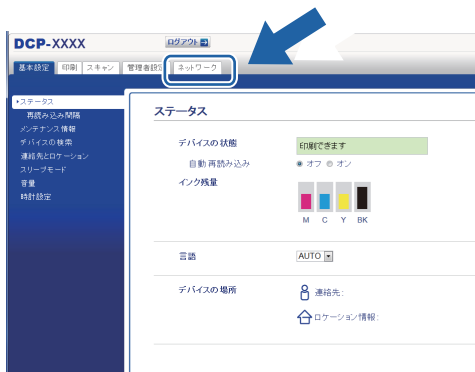 DCP-XXXX
ログアウト
基本設定 印刷 スキャン 管理者設定 ネットワーク
ステータス
再読み込み間隔
メンテナンス情報
デバイスの検索
連絡先とロケーション
スリープモード
音量
時計設定
ステータス
デバイスの状態 印刷できます
自動再読み込み オフ オン
インク残量
M C Y BK
言語 AUTO
デバイスの場所 連絡先:
ロケーション情報: